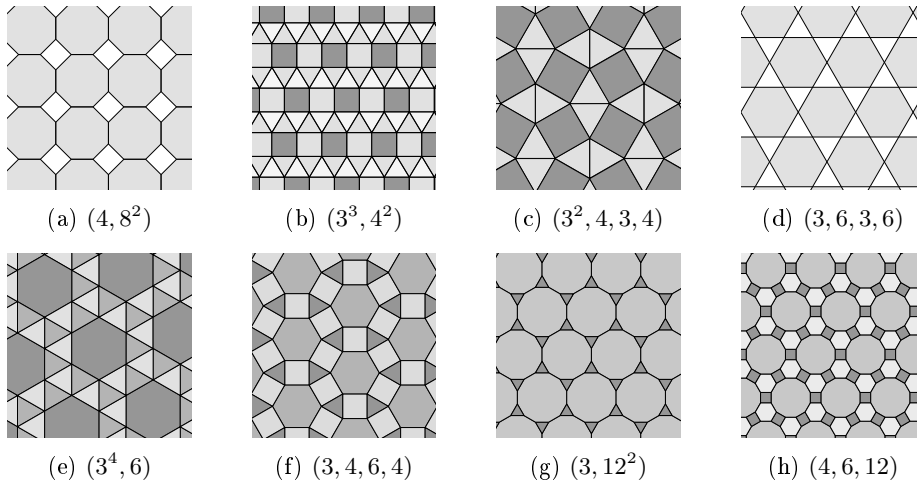 (a) (4, 8²) (b) (3³, 4²) (c) (3², 4, 3, 4) (d) (3, 6, 3, 6)
(e) (3⁴, 6) (f) (3, 4, 6, 4) (g) (3, 12²) (h) (4, 6, 12)